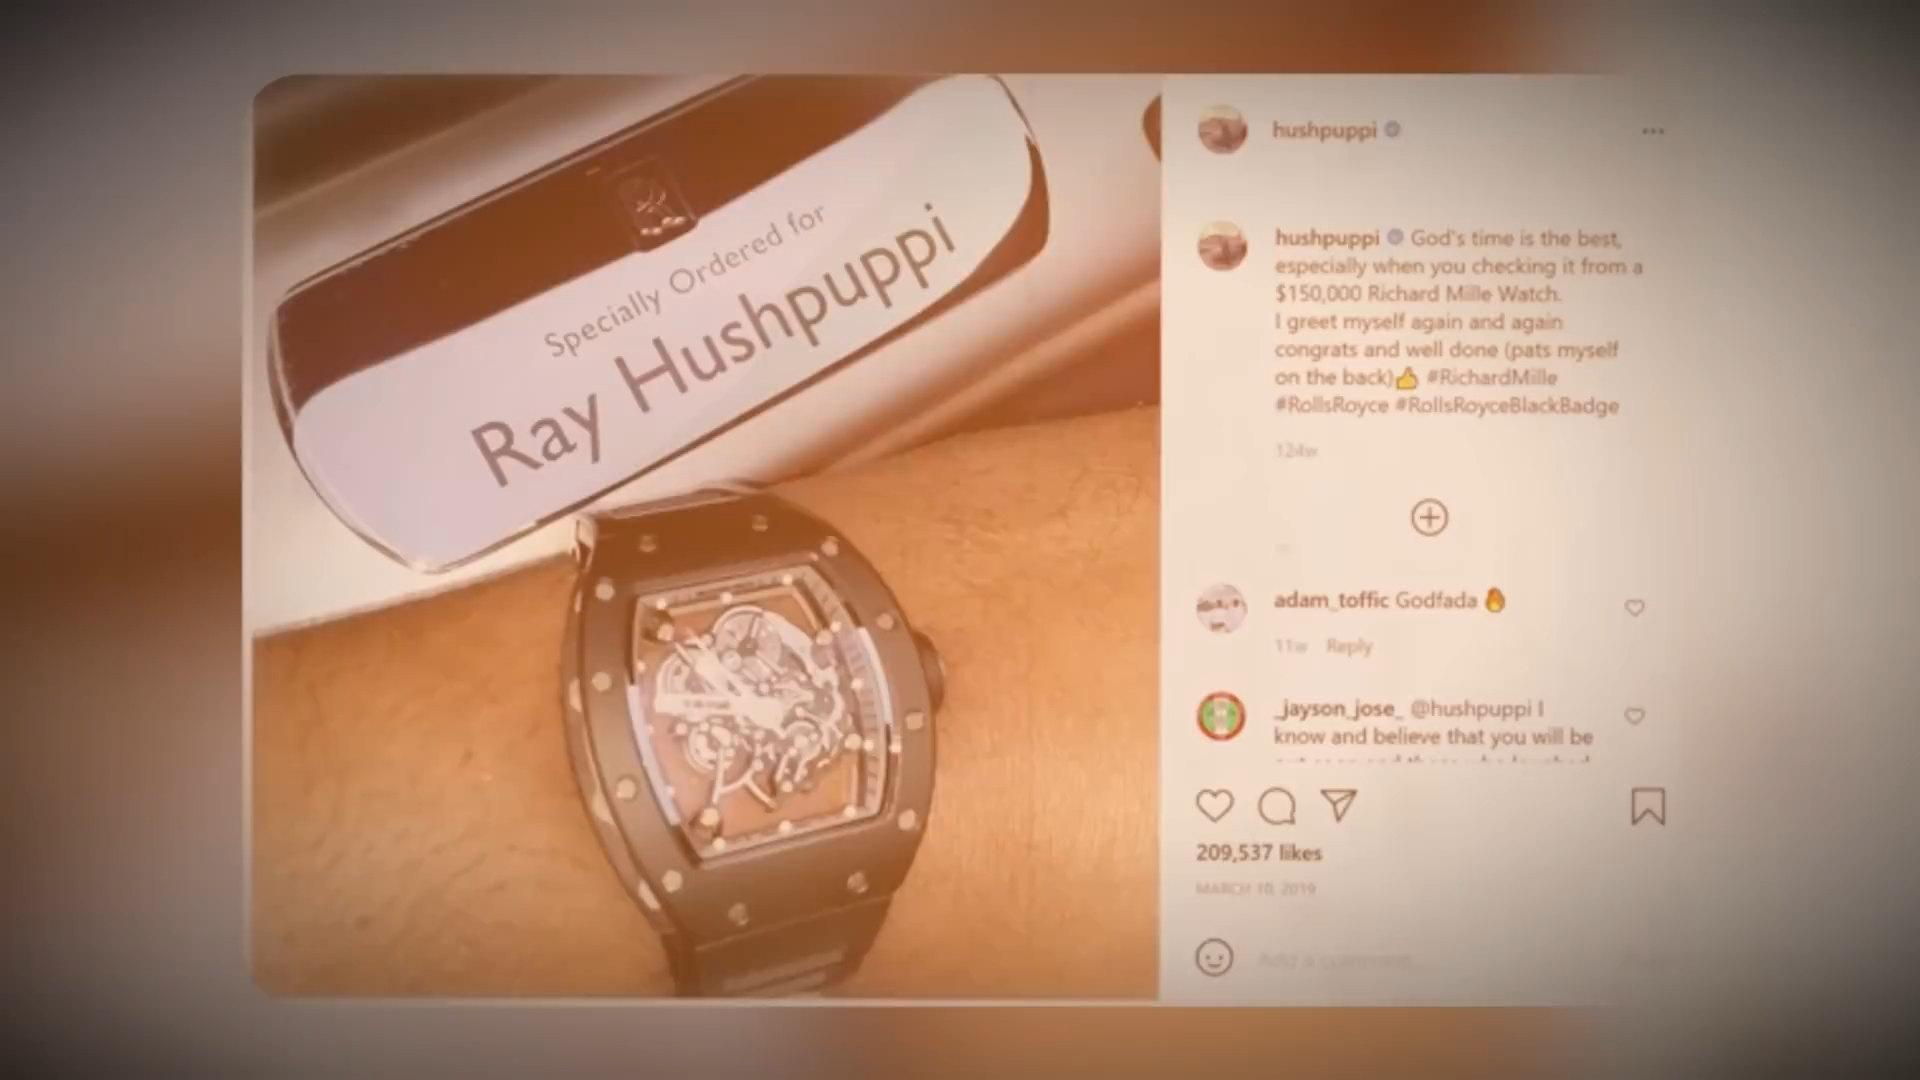 Specially Ordered for
Ray Hushpuppi
hushpuppi
hushpuppi God's time is the best,
especially when you checking it from a
$150,000 Richard Mille Watch.
I greet myself again and again
congrats and well done (pats myself
on the back)👍 #RichardMille
#RollsRoyce #RollsRoyceBlackBadge
124w
adam_toffic Godfada 🔥
11w Reply
_jayson_jose_ @hushpuppi I
know and believe that you will be
209,537 likes
MARCH 10, 2019
Add a comment...